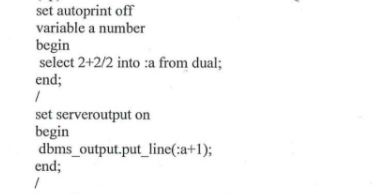 set autoprint off
variable a number
begin
select 2+2/2 into :a from dual;
end;
/
set serveroutput on
begin
dbms_output.put_line(:a+1);
end;
/